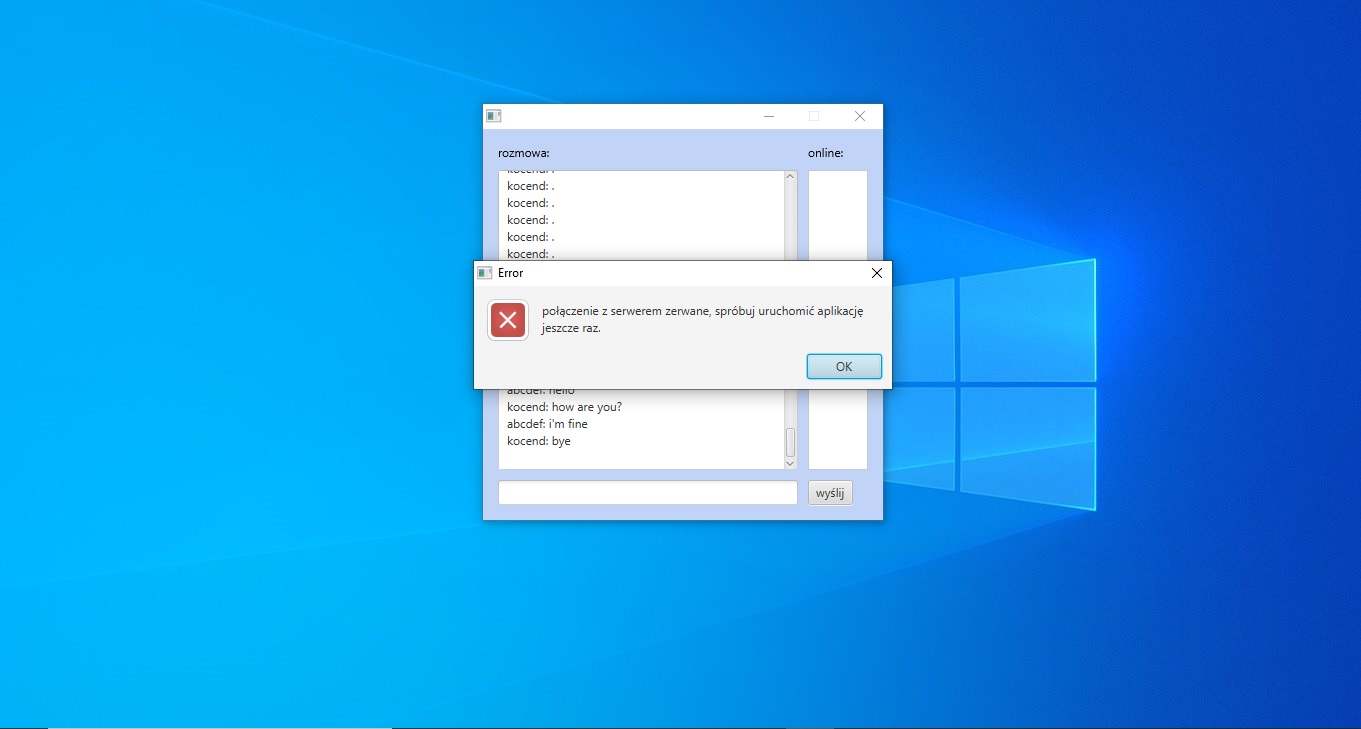 rozmowa:
online:
kocend: .
kocend: .
kocend: .
kocend: .
kocend: .
kocend: .
Error
połączenie z serwerem zerwane, spróbuj uruchomić aplikację
jeszcze raz.
OK
abcdef: hello
kocend: how are you?
abcdef: i'm fine
kocend: bye
wyślij